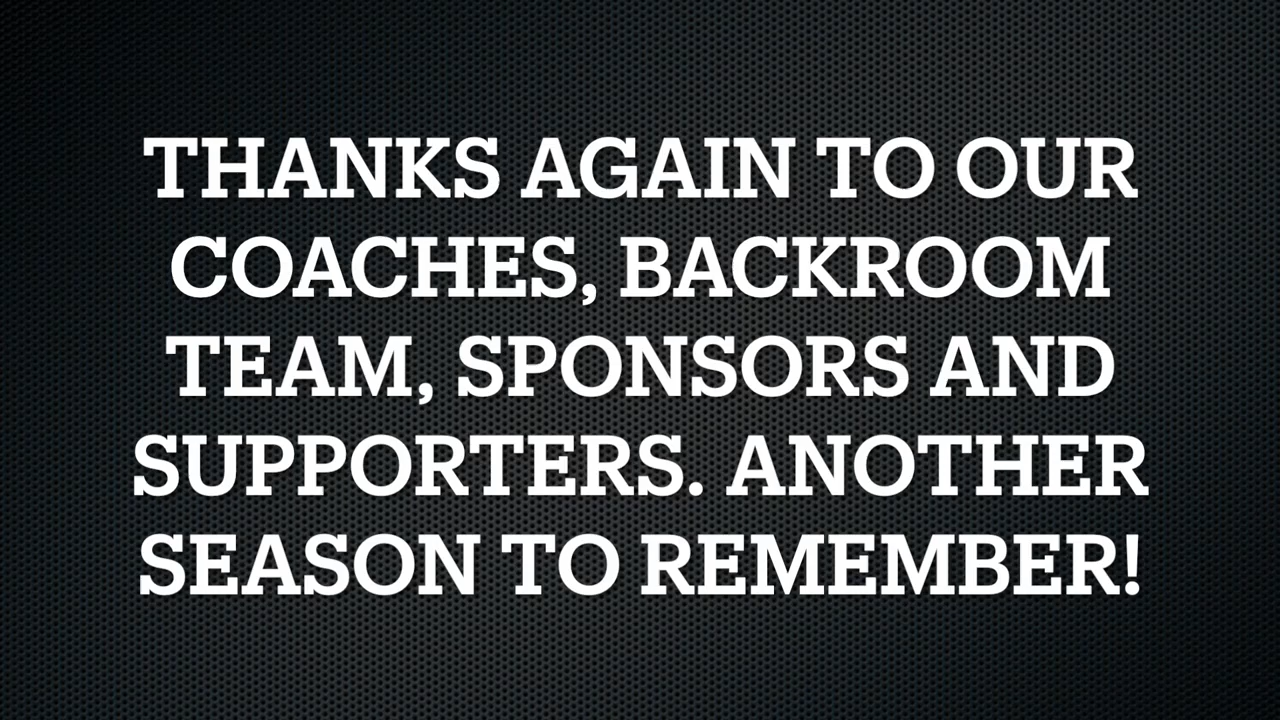 THANKS AGAIN TO OUR
COACHES, BACKROOM
TEAM, SPONSORS AND
SUPPORTERS. ANOTHER
SEASON TO REMEMBER!